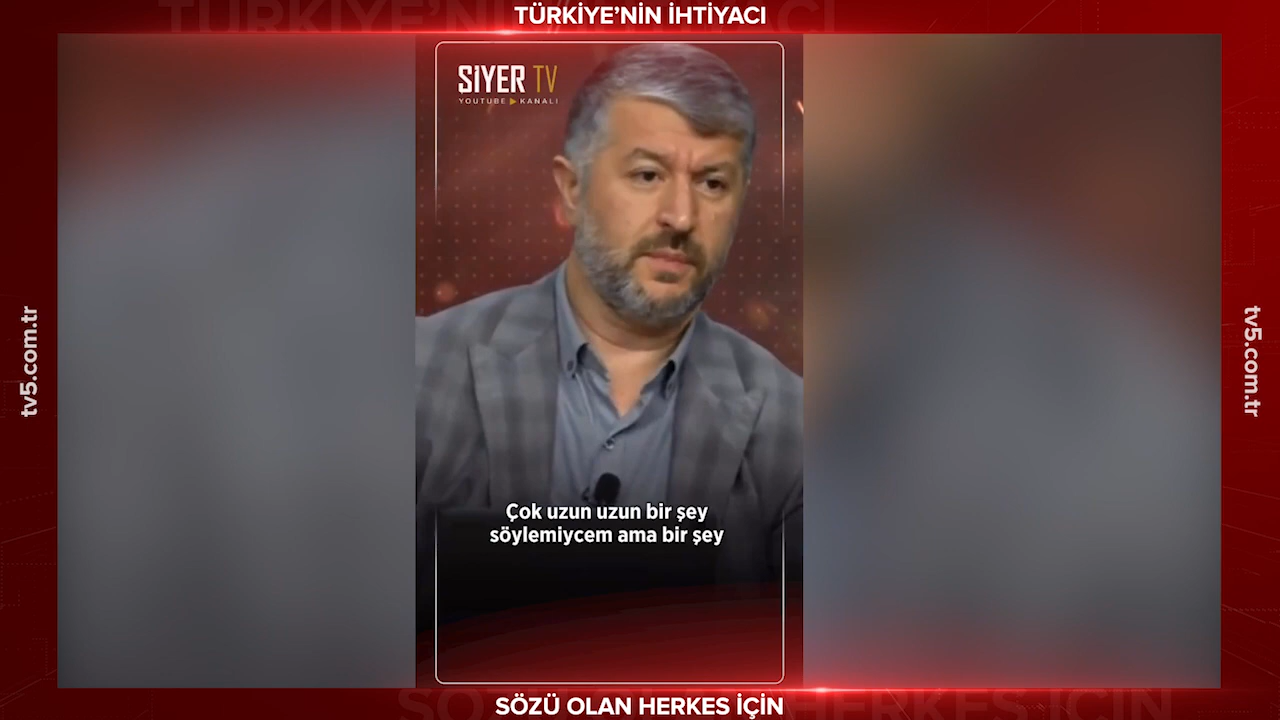 TÜRKİYE’NİN İHTİYACI
SİYER TV
YOUTUBE KANALI
tv5.com.tr
tv5.com.tr
Çok uzun uzun bir şey
söylemiycem ama bir şey
SÖZÜ OLAN HERKES İÇİN